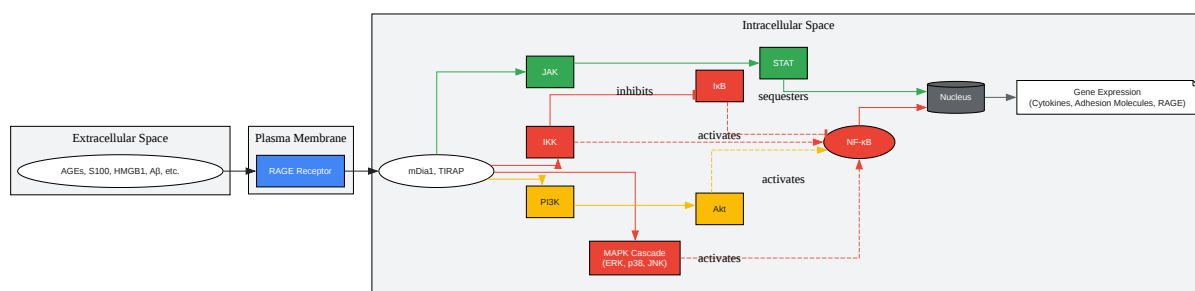 Intracellular Space
Extracellular Space
AGEs, S100, HMGB1, Aβ, etc.
Plasma Membrane
RAGE Receptor
mDia1, TIRAP
JAK
STAT
inhibits
IκB
sequesters
IKK
activates
NF-κB
PI3K
Akt
activates
MAPK Cascade
(ERK, p38, JNK)
activates
Nucleus
Gene Expression
(Cytokines, Adhesion Molecules, RAGE)